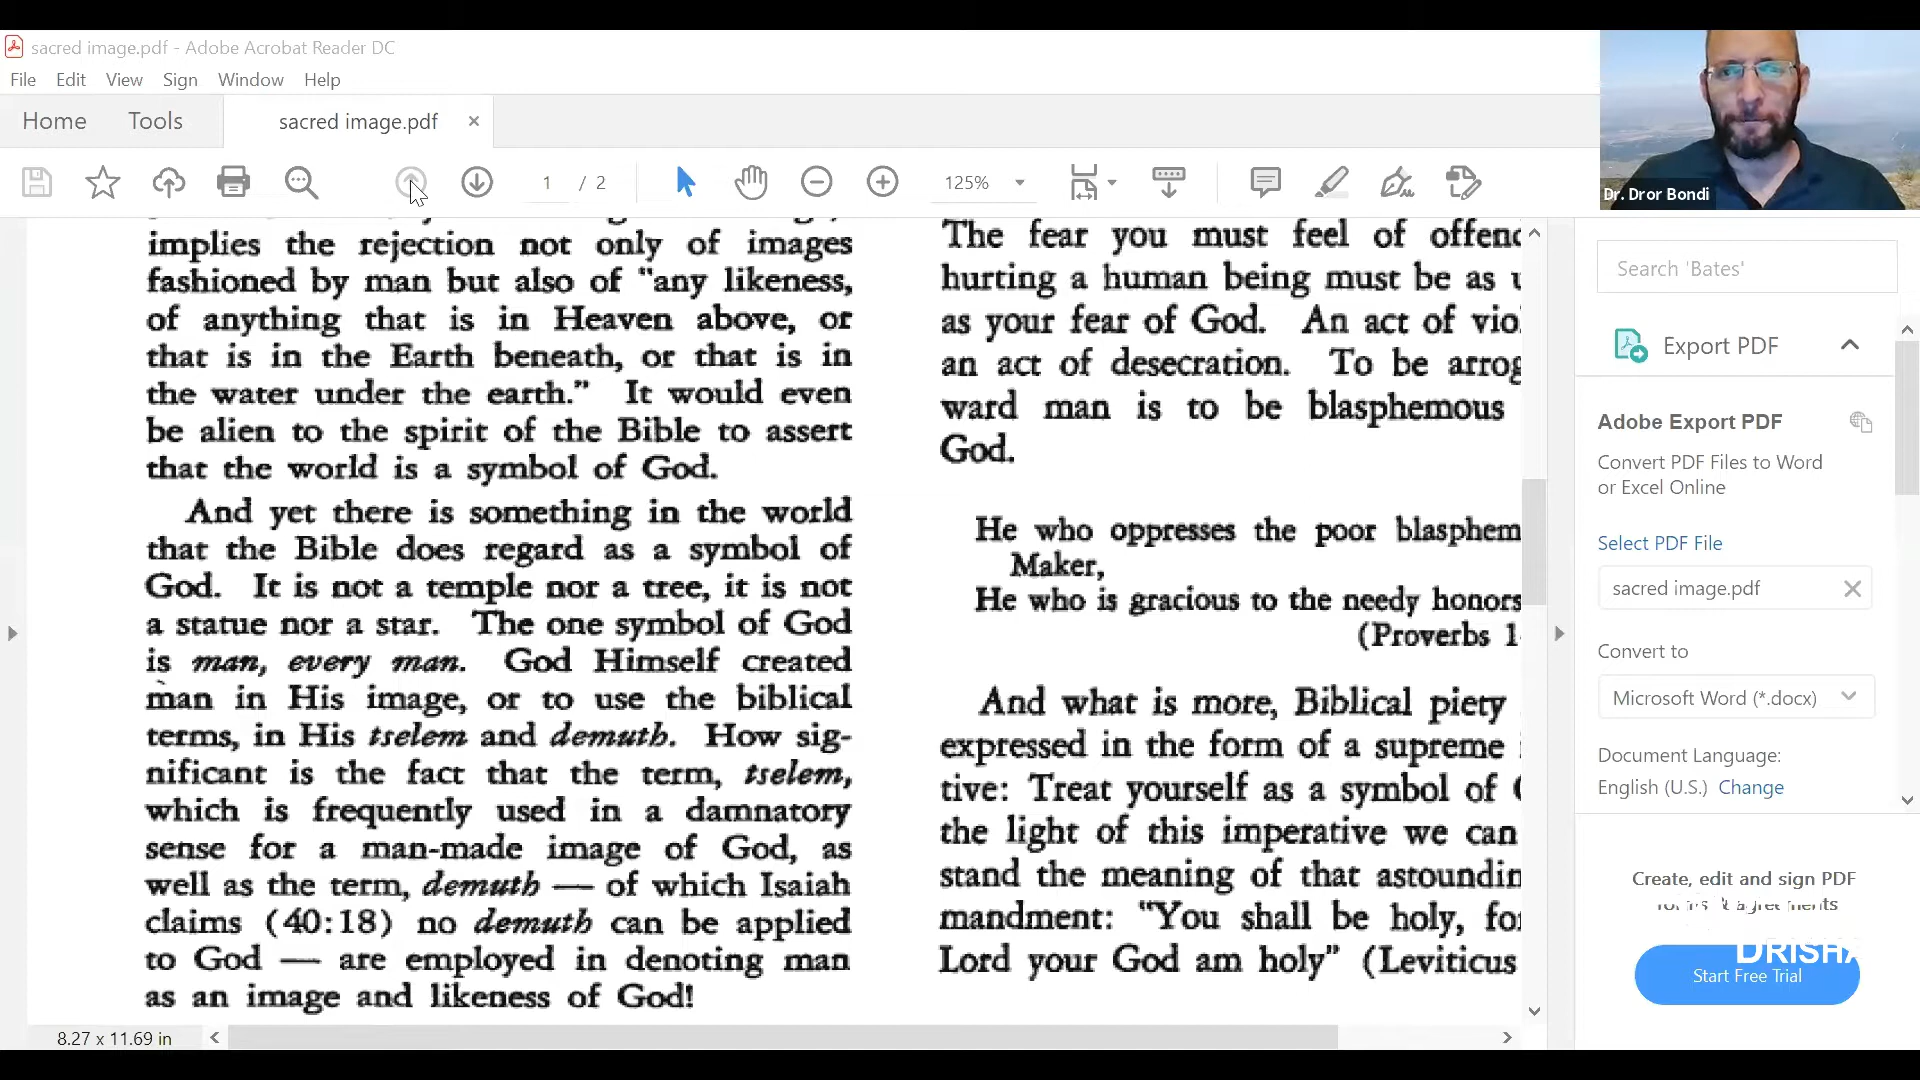 sacred image.pdf - Adobe Acrobat Reader DC
File Edit View Sign Window Help
Home Tools sacred image.pdf
1 / 2 125%
Dr. Dror Bondi
implies the rejection not only of images
fashioned by man but also of "any likeness,
of anything that is in Heaven above, or
that is in the Earth beneath, or that is in
the water under the earth." It would even
be alien to the spirit of the Bible to assert
that the world is a symbol of God.
And yet there is something in the world
that the Bible does regard as a symbol of
God. It is not a temple nor a tree, it is not
a statue nor a star. The one symbol of God
is man, every man. God Himself created
man in His image, or to use the biblical
terms, in His tselem and demuth. How sig-
nificant is the fact that the term, tselem,
which is frequently used in a damnatory
sense for a man-made image of God, as
well as the term, demuth — of which Isaiah
claims (40:18) no demuth can be applied
to God — are employed in denoting man
as an image and likeness of God!
The fear you must feel of offend
hurting a human being must be as u
as your fear of God. An act of vio
an act of desecration. To be arrog
ward man is to be blasphemous
God.
He who oppresses the poor blasphem
Maker,
He who is gracious to the needy honors
(Proverbs 1
And what is more, Biblical piety
expressed in the form of a supreme
tive: Treat yourself as a symbol of
the light of this imperative we can
stand the meaning of that astoundin
mandment: "You shall be holy, fo
Lord your God am holy" (Leviticus
8.27 x 11.69 in
Search 'Bates'
Export PDF
Adobe Export PDF
Convert PDF Files to Word
or Excel Online
Select PDF File
sacred image.pdf
Convert to
Microsoft Word (*.docx)
Document Language:
English (U.S.) Change
Create, edit and sign PDF
DRISHA
Start Free Trial